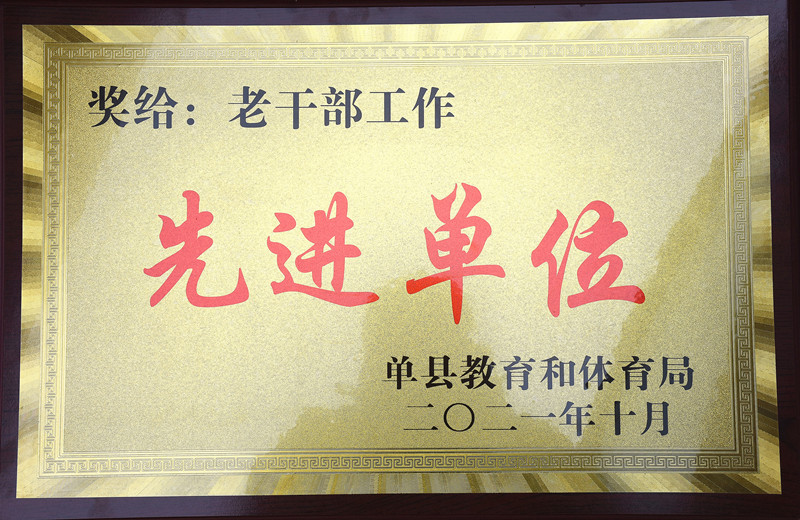 奖给：老干部工作
先进单位
单县教育和体育局
二〇二一年十月